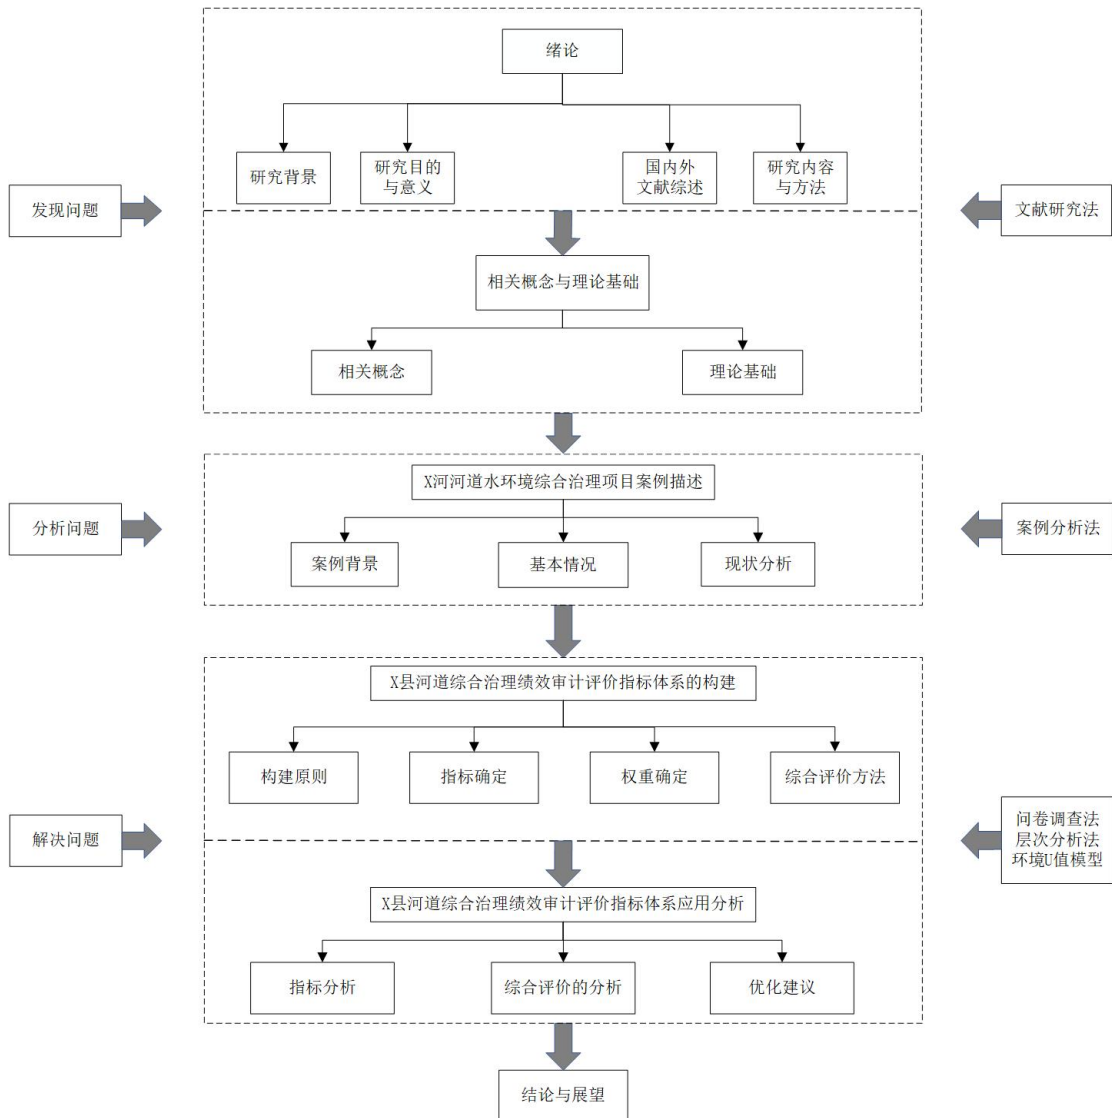 绪论
研究背景
研究目的
与意义
国内外
文献综述
研究内容
与方法
发现问题
文献研究法
相关概念与理论基础
相关概念
理论基础
X河河道水环境综合治理项目案例描述
分析问题
案例分析法
案例背景
基本情况
现状分析
X县河道综合治理绩效审计评价指标体系的构建
构建原则
指标确定
权重确定
综合评价方法
解决问题
问卷调查法
层次分析法
环境U值模型
X县河道综合治理绩效审计评价指标体系应用分析
指标分析
综合评价的分析
优化建议
结论与展望